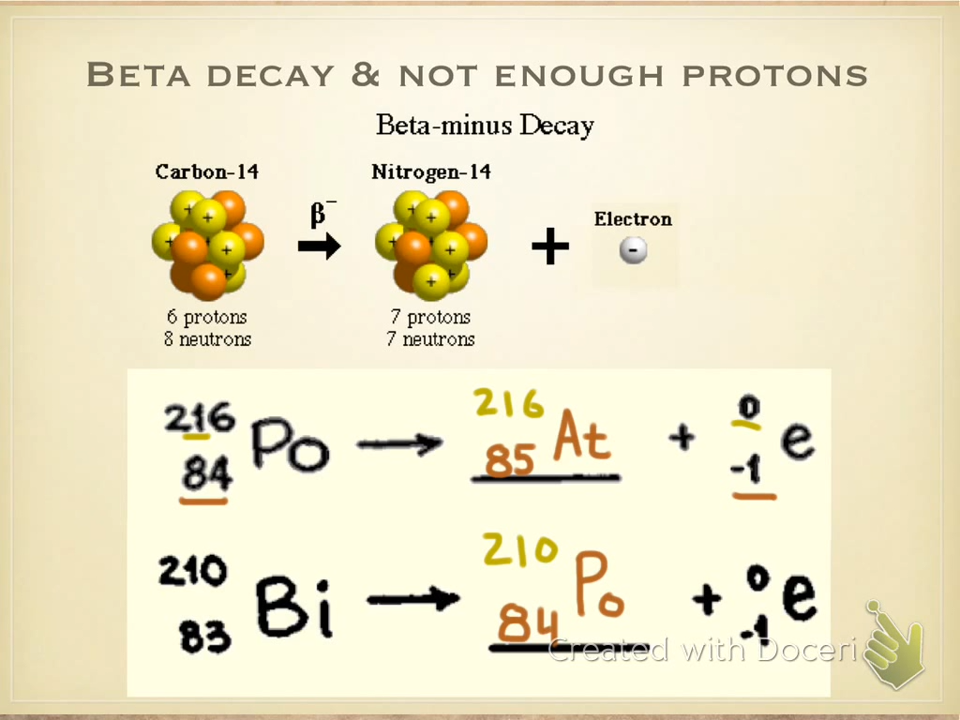 BETA DECAY & NOT ENOUGH PROTONS
Beta-minus Decay
Carbon-14 Nitrogen-14
β⁻
+ Electron
-
6 protons 7 protons
8 neutrons 7 neutrons
216 216 0
84 Po → 85 At + -1 e
210 210 0
83 Bi → 84 Po + -1 e
Created with Doceri